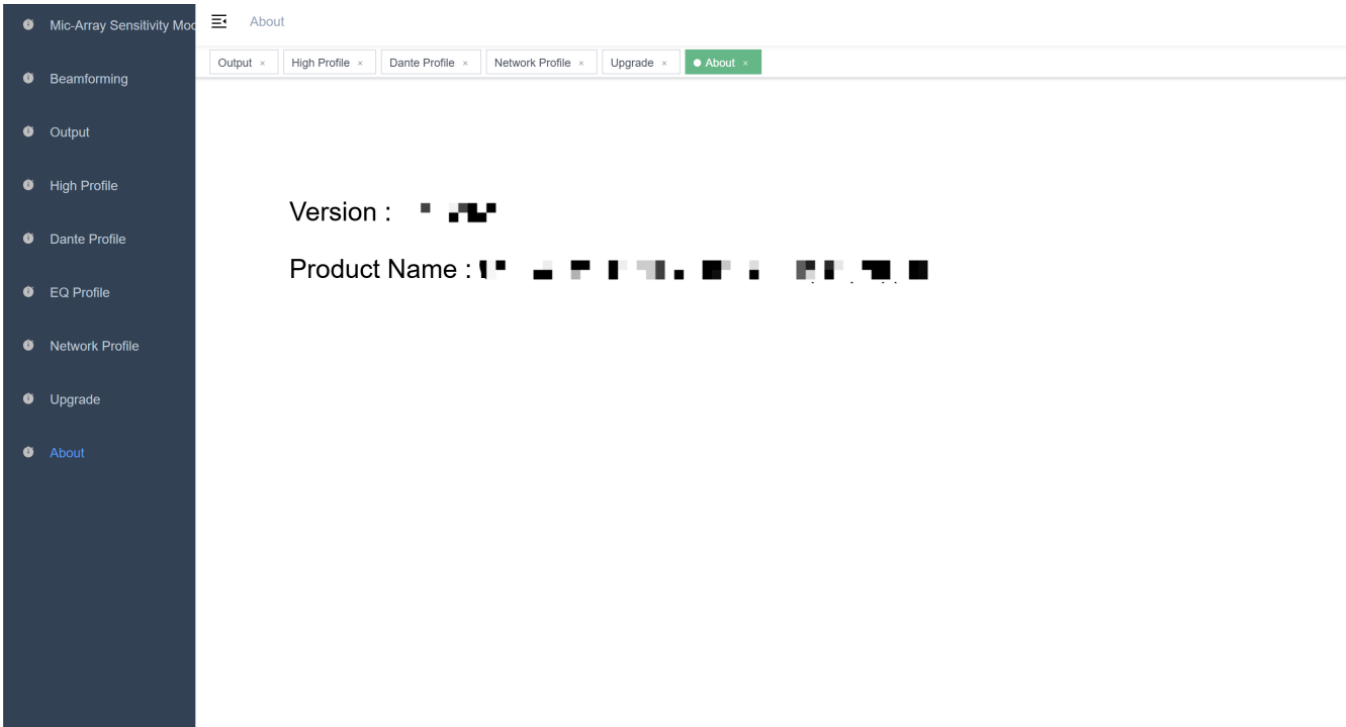 Mic-Array Sensitivity Mod
Beamforming
Output
High Profile
Dante Profile
EQ Profile
Network Profile
Upgrade
About
About
Output × High Profile × Dante Profile × Network Profile × Upgrade × About ×
Version :
Product Name :